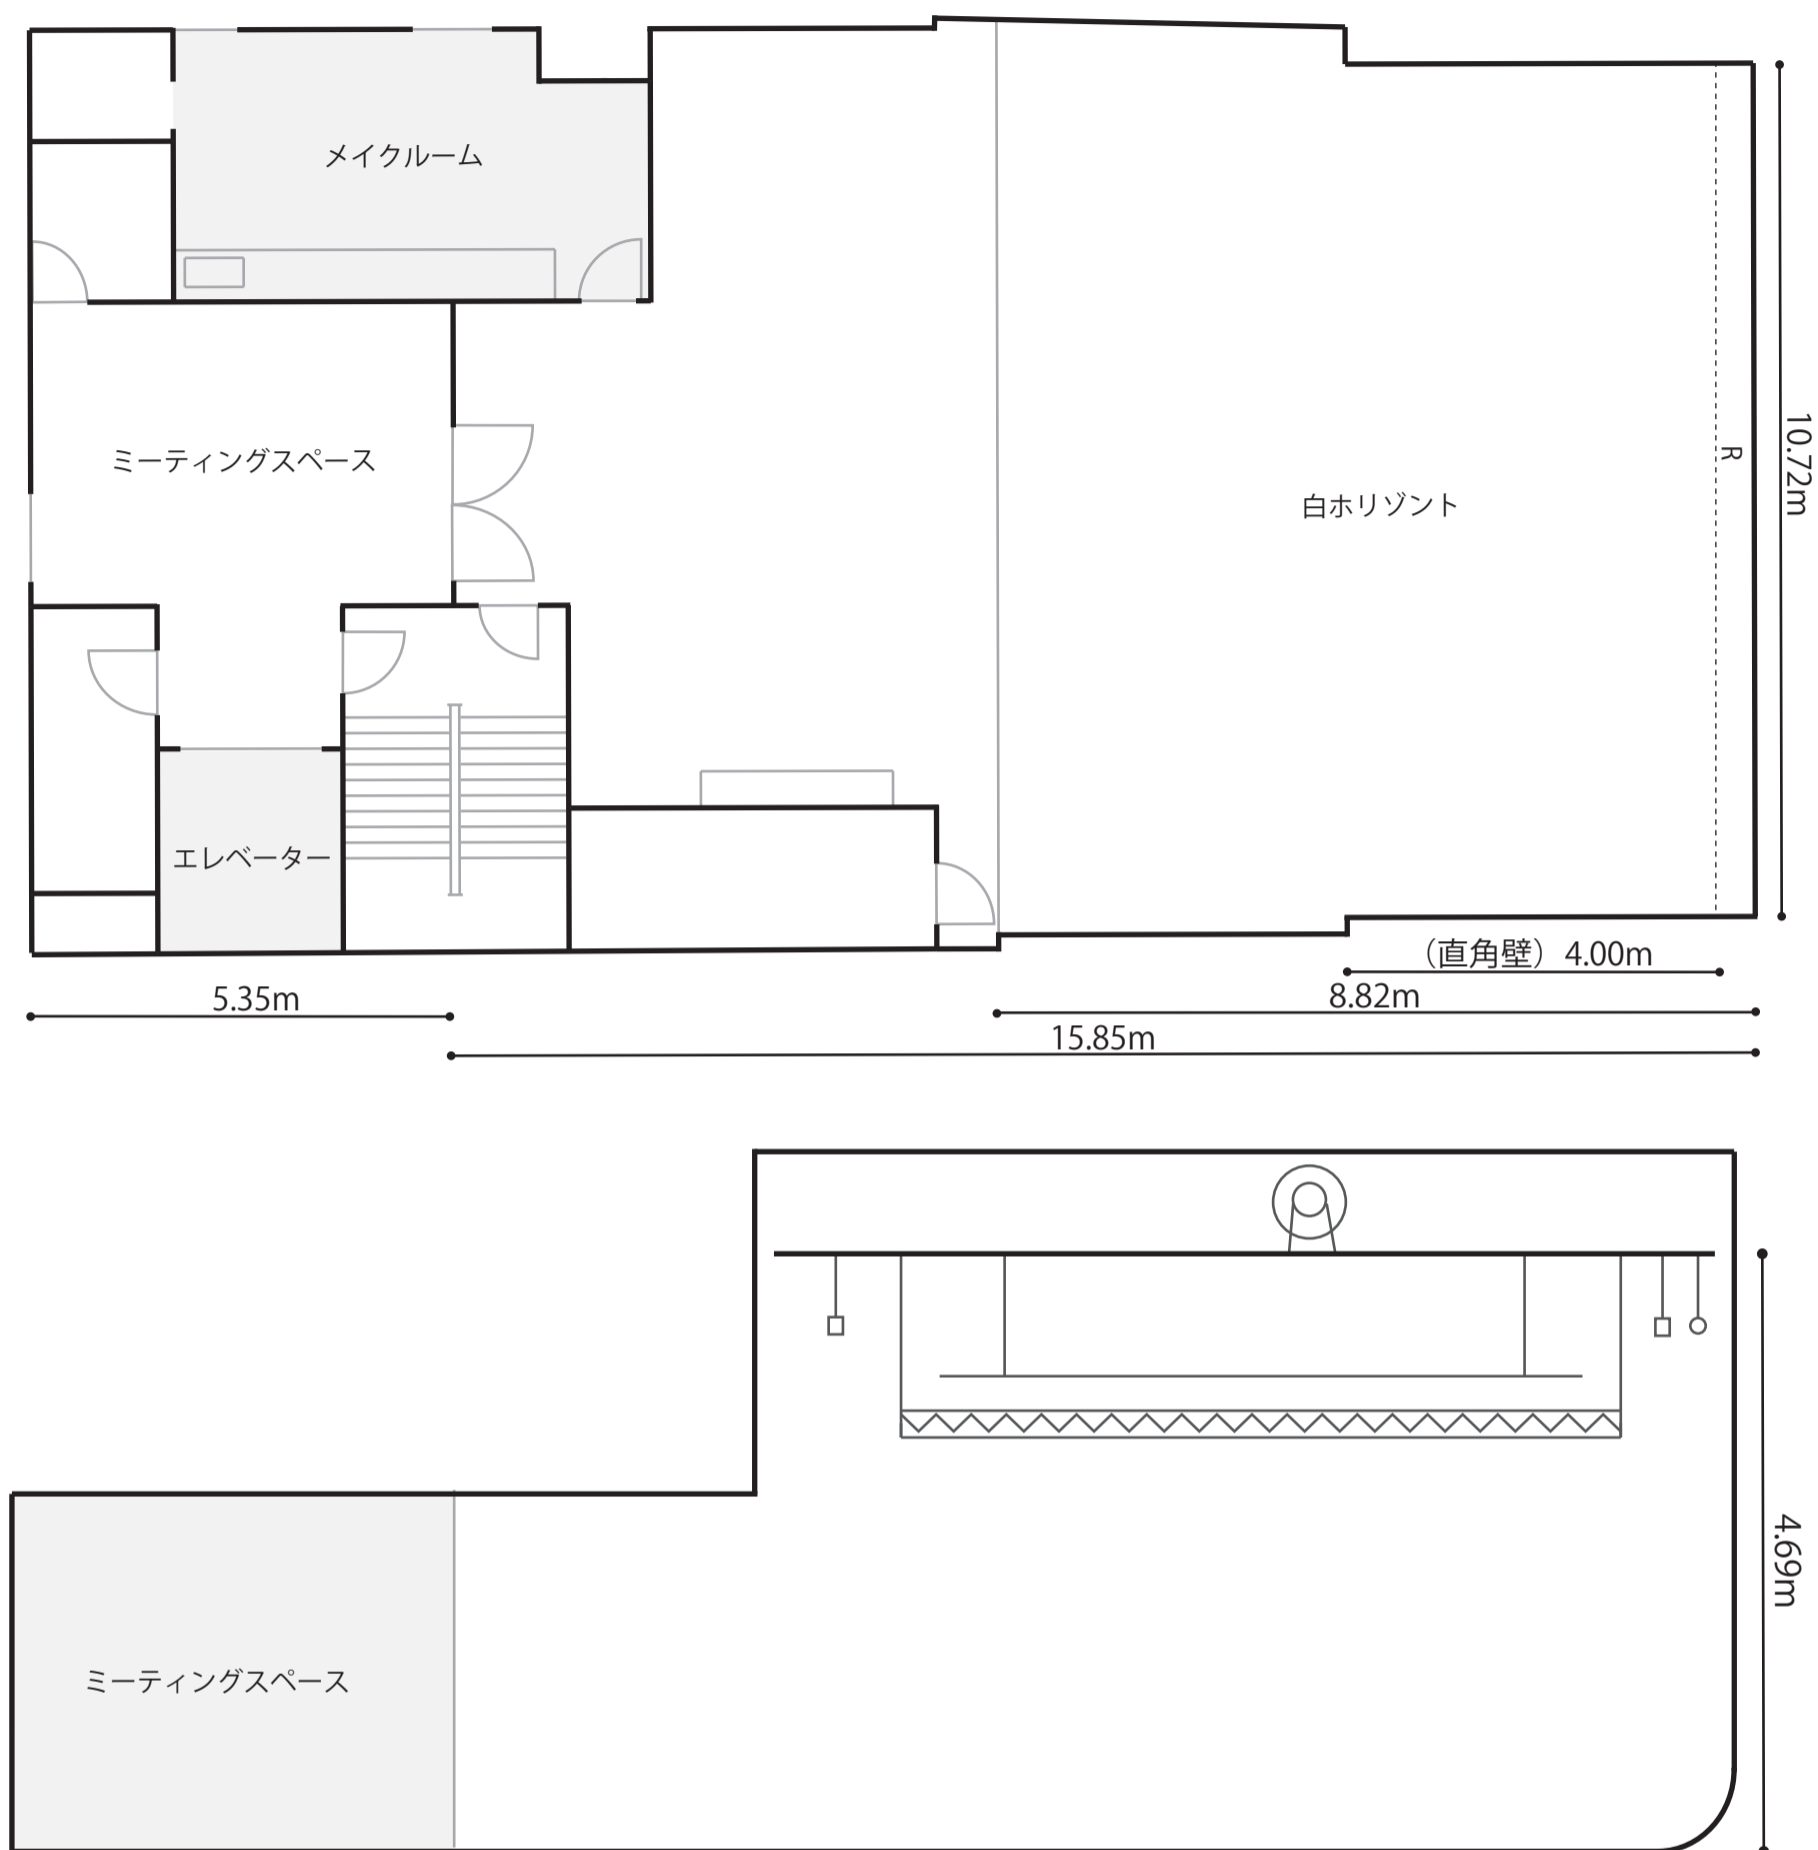 メイクルーム
ミーティングスペース
白ホリゾント
R
10.72m
エレベーター
(直角壁) 4.00m
5.35m
8.82m
15.85m
4.69m
ミーティングスペース